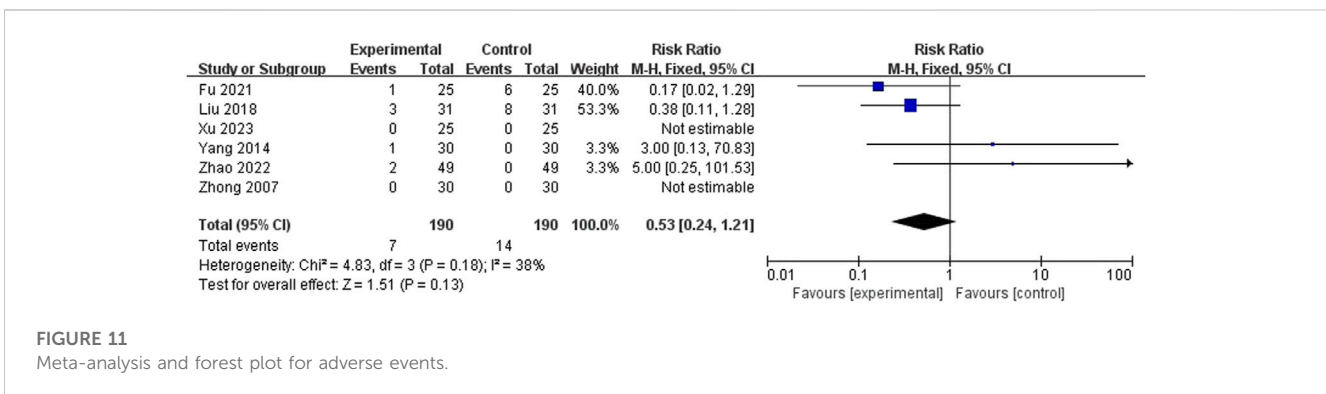 Experimental Control Risk Ratio Risk Ratio
Study or Subgroup Events Total Events Total Weight M-H, Fixed, 95% CI M-H, Fixed, 95% CI
Fu 2021 1 25 6 25 40.0% 0.17 [0.02, 1.29]
Liu 2018 3 31 8 31 53.3% 0.38 [0.11, 1.28]
Xu 2023 0 25 0 25 Not estimable
Yang 2014 1 30 0 30 3.3% 3.00 [0.13, 70.83]
Zhao 2022 2 49 0 49 3.3% 5.00 [0.25, 101.53]
Zhong 2007 0 30 0 30 Not estimable
Total (95% CI) 190 190 100.0% 0.53 [0.24, 1.21]
Total events 7 14
Heterogeneity: Chi² = 4.83, df = 3 (P = 0.18); I² = 38%
Test for overall effect: Z = 1.51 (P = 0.13)
0.01 0.1 1 10 100
Favours [experimental] Favours [control]
FIGURE 11
Meta-analysis and forest plot for adverse events.